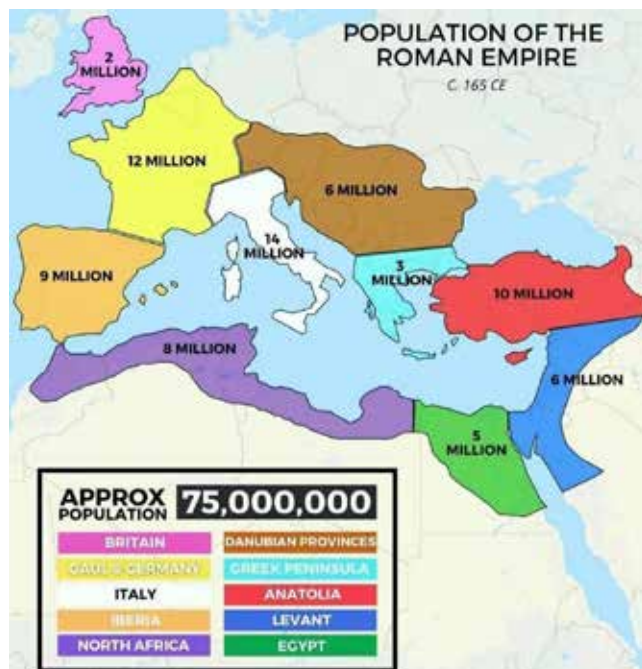 POPULATION OF THE
ROMAN EMPIRE
C. 165 CE
2
MILLION
12 MILLION
6 MILLION
14
MILLION
9 MILLION
3
MILLION
10 MILLION
8 MILLION
6 MILLION
5
MILLION
APPROX
POPULATION
75,000,000
BRITAIN
DANUBIAN PROVINCES
GAUL & GERMANY
GREEK PENINSULA
ITALY
ANATOLIA
IBERIA
LEVANT
NORTH AFRICA
EGYPT